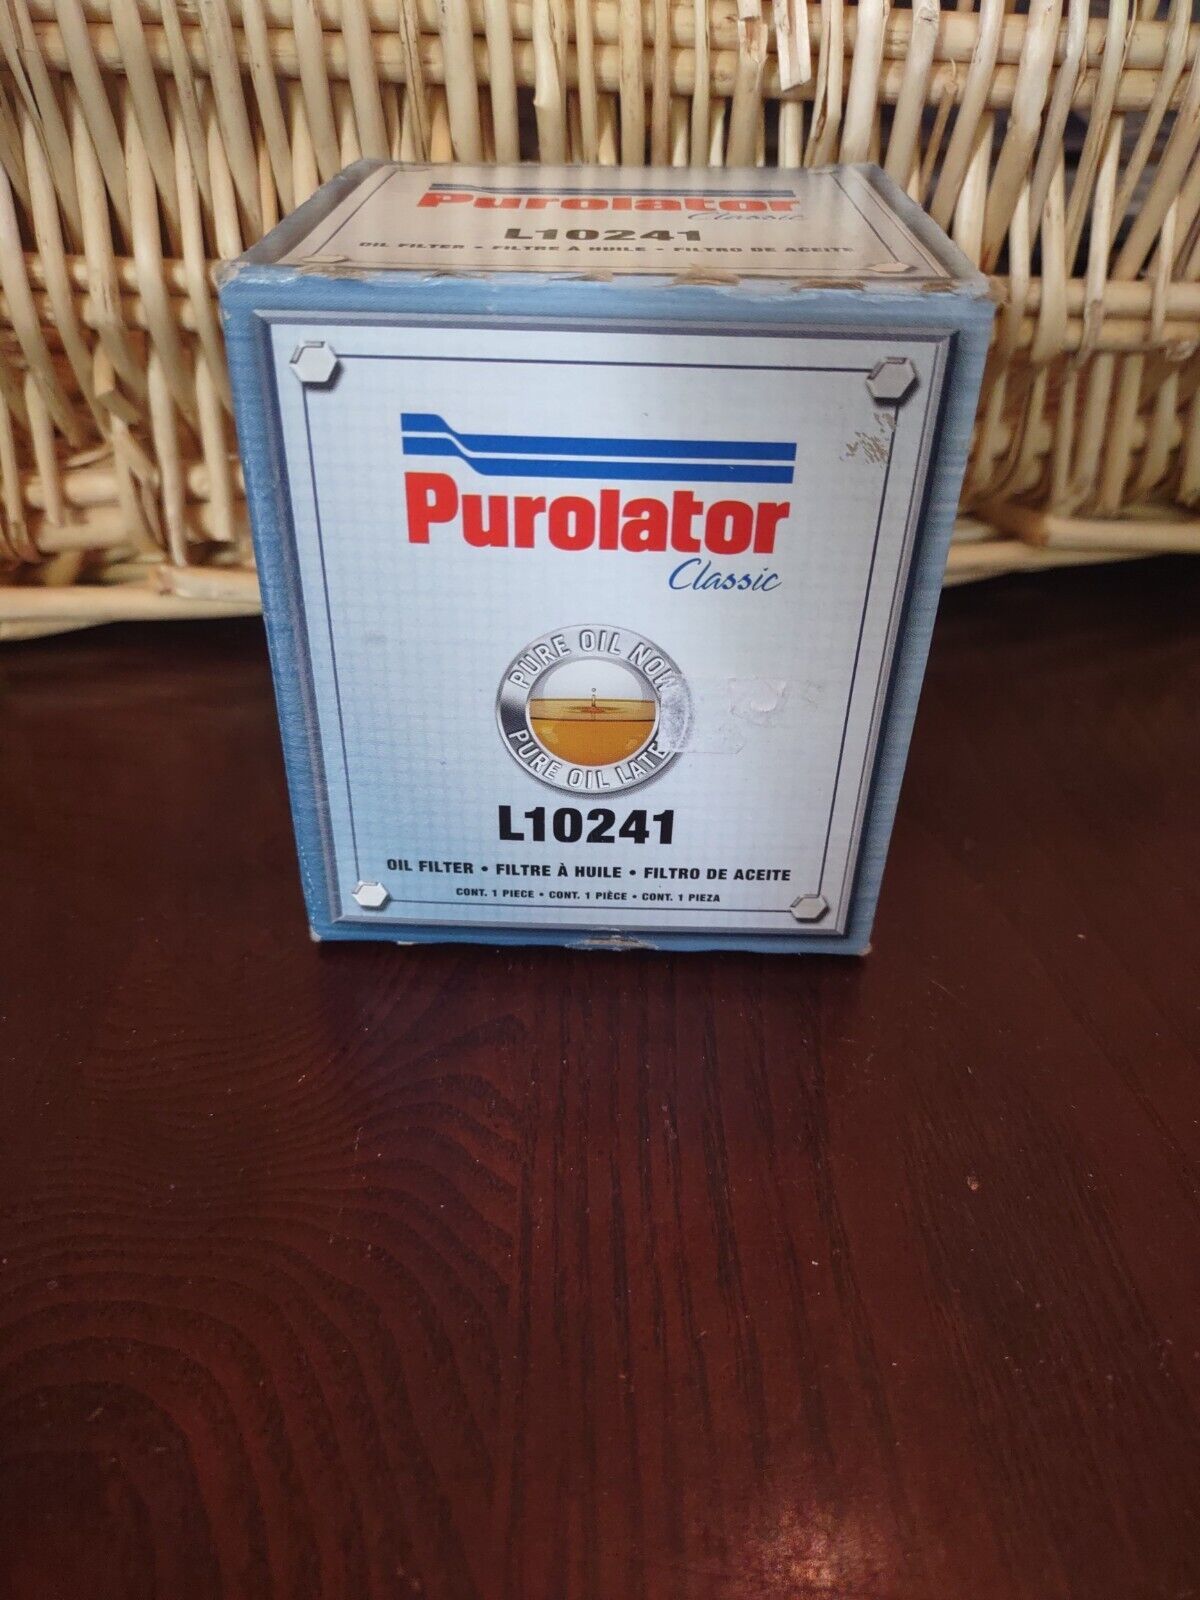 Purolator
Classic
L10241
OIL FILTER • FILTRE À HUILE • FILTRO DE ACEITE
Purolator
Classic
PURE OIL NOW
PURE OIL LATE
L10241
OIL FILTER • FILTRE À HUILE • FILTRO DE ACEITE
CONT. 1 PIECE • CONT. 1 PIÈCE • CONT. 1 PIEZA